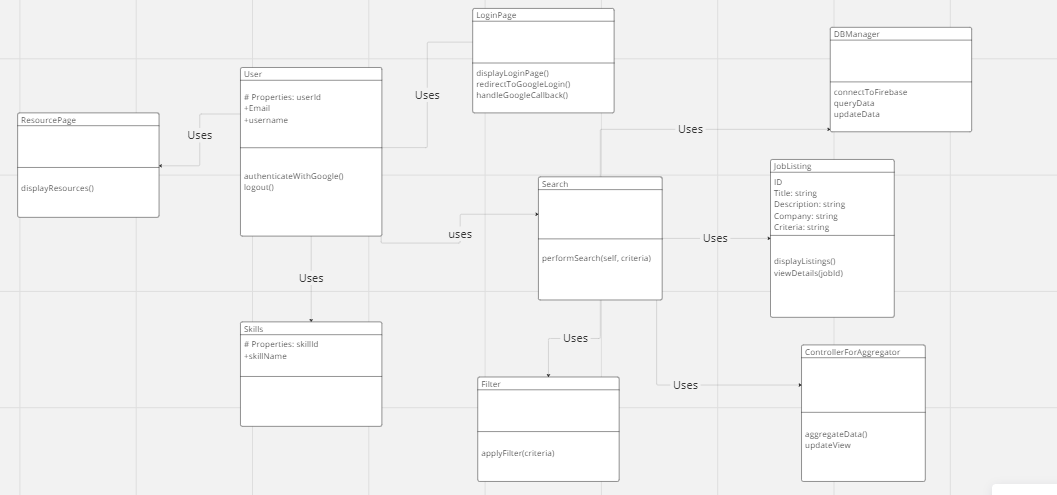 LoginPage
displayLoginPage()
redirectToGoogleLogin()
handleGoogleCallback()
DBManager
connectToFirebase
queryData
updateData
User
# Properties: userId
+Email
+username
authenticateWithGoogle()
logout()
Uses
ResourcePage
displayResources()
Uses
Uses
JobListing
ID
Title: string
Description: string
Company: string
Criteria: string
displayListings()
viewDetails(jobId)
Search
performSearch(self, criteria)
uses
Uses
Uses
Skills
# Properties: skillId
+skillName
Uses
Filter
applyFilter(criteria)
Uses
ControllerForAggregator
aggregateData()
updateView